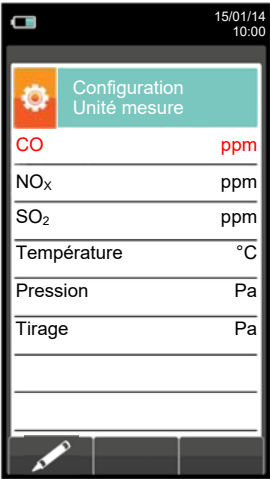 15/01/14
10:00
Configuration
Unité mesure
CO ppm
NOX ppm
SO2 ppm
Température °C
Pression Pa
Tirage Pa